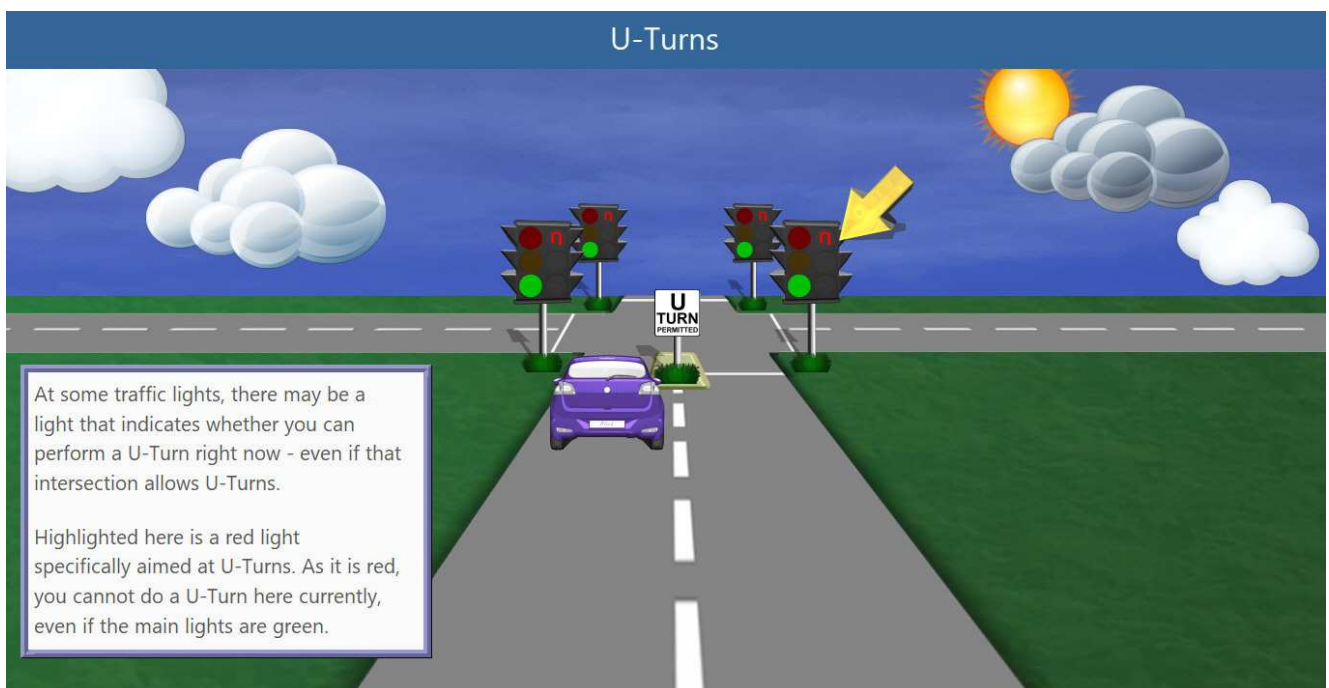 U-Turns
U
TURN
PERMITTED
At some traffic lights, there may be a
light that indicates whether you can
perform a U-Turn right now - even if that
intersection allows U-Turns.
Highlighted here is a red light
specifically aimed at U-Turns. As it is red,
you cannot do a U-Turn here currently,
even if the main lights are green.